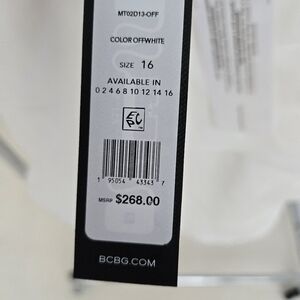 MT02D13-OFF
COLOR OFFWHITE
SIZE 16
AVAILABLE IN
0 2 4 6 8 10 12 14 16
1 95054 43343 7
MSRP $268.00
BCBG.COM